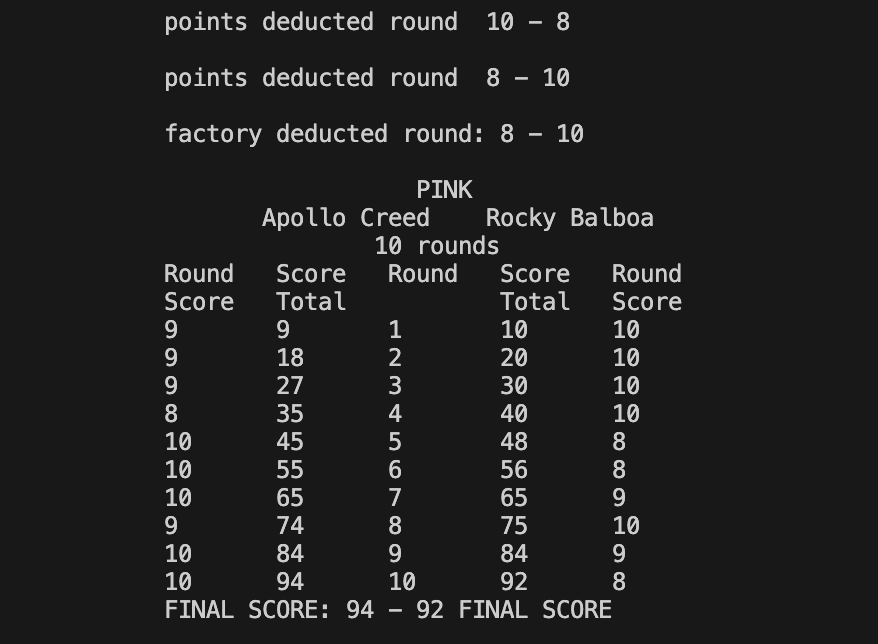 points deducted round  10 – 8
points deducted round  8 – 10
factory deducted round: 8 – 10
PINK
Apollo Creed    Rocky Balboa
10 rounds
Round   Score   Round   Score   Round
Score   Total           Total   Score
9       9       1       10      10
9       18      2       20      10
9       27      3       30      10
8       35      4       40      10
10      45      5       48      8
10      55      6       56      8
10      65      7       65      9
9       74      8       75      10
10      84      9       84      9
10      94      10      92      8
FINAL SCORE: 94 – 92 FINAL SCORE